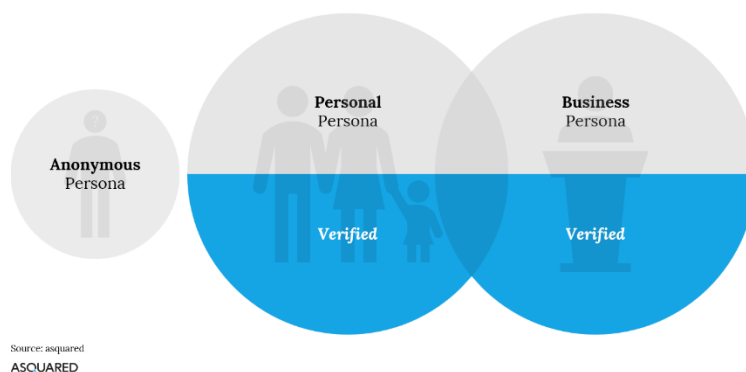 Anonymous
Persona
?
Personal
Persona
Business
Persona
Verified
Verified
Source: asquared
ASQUARED